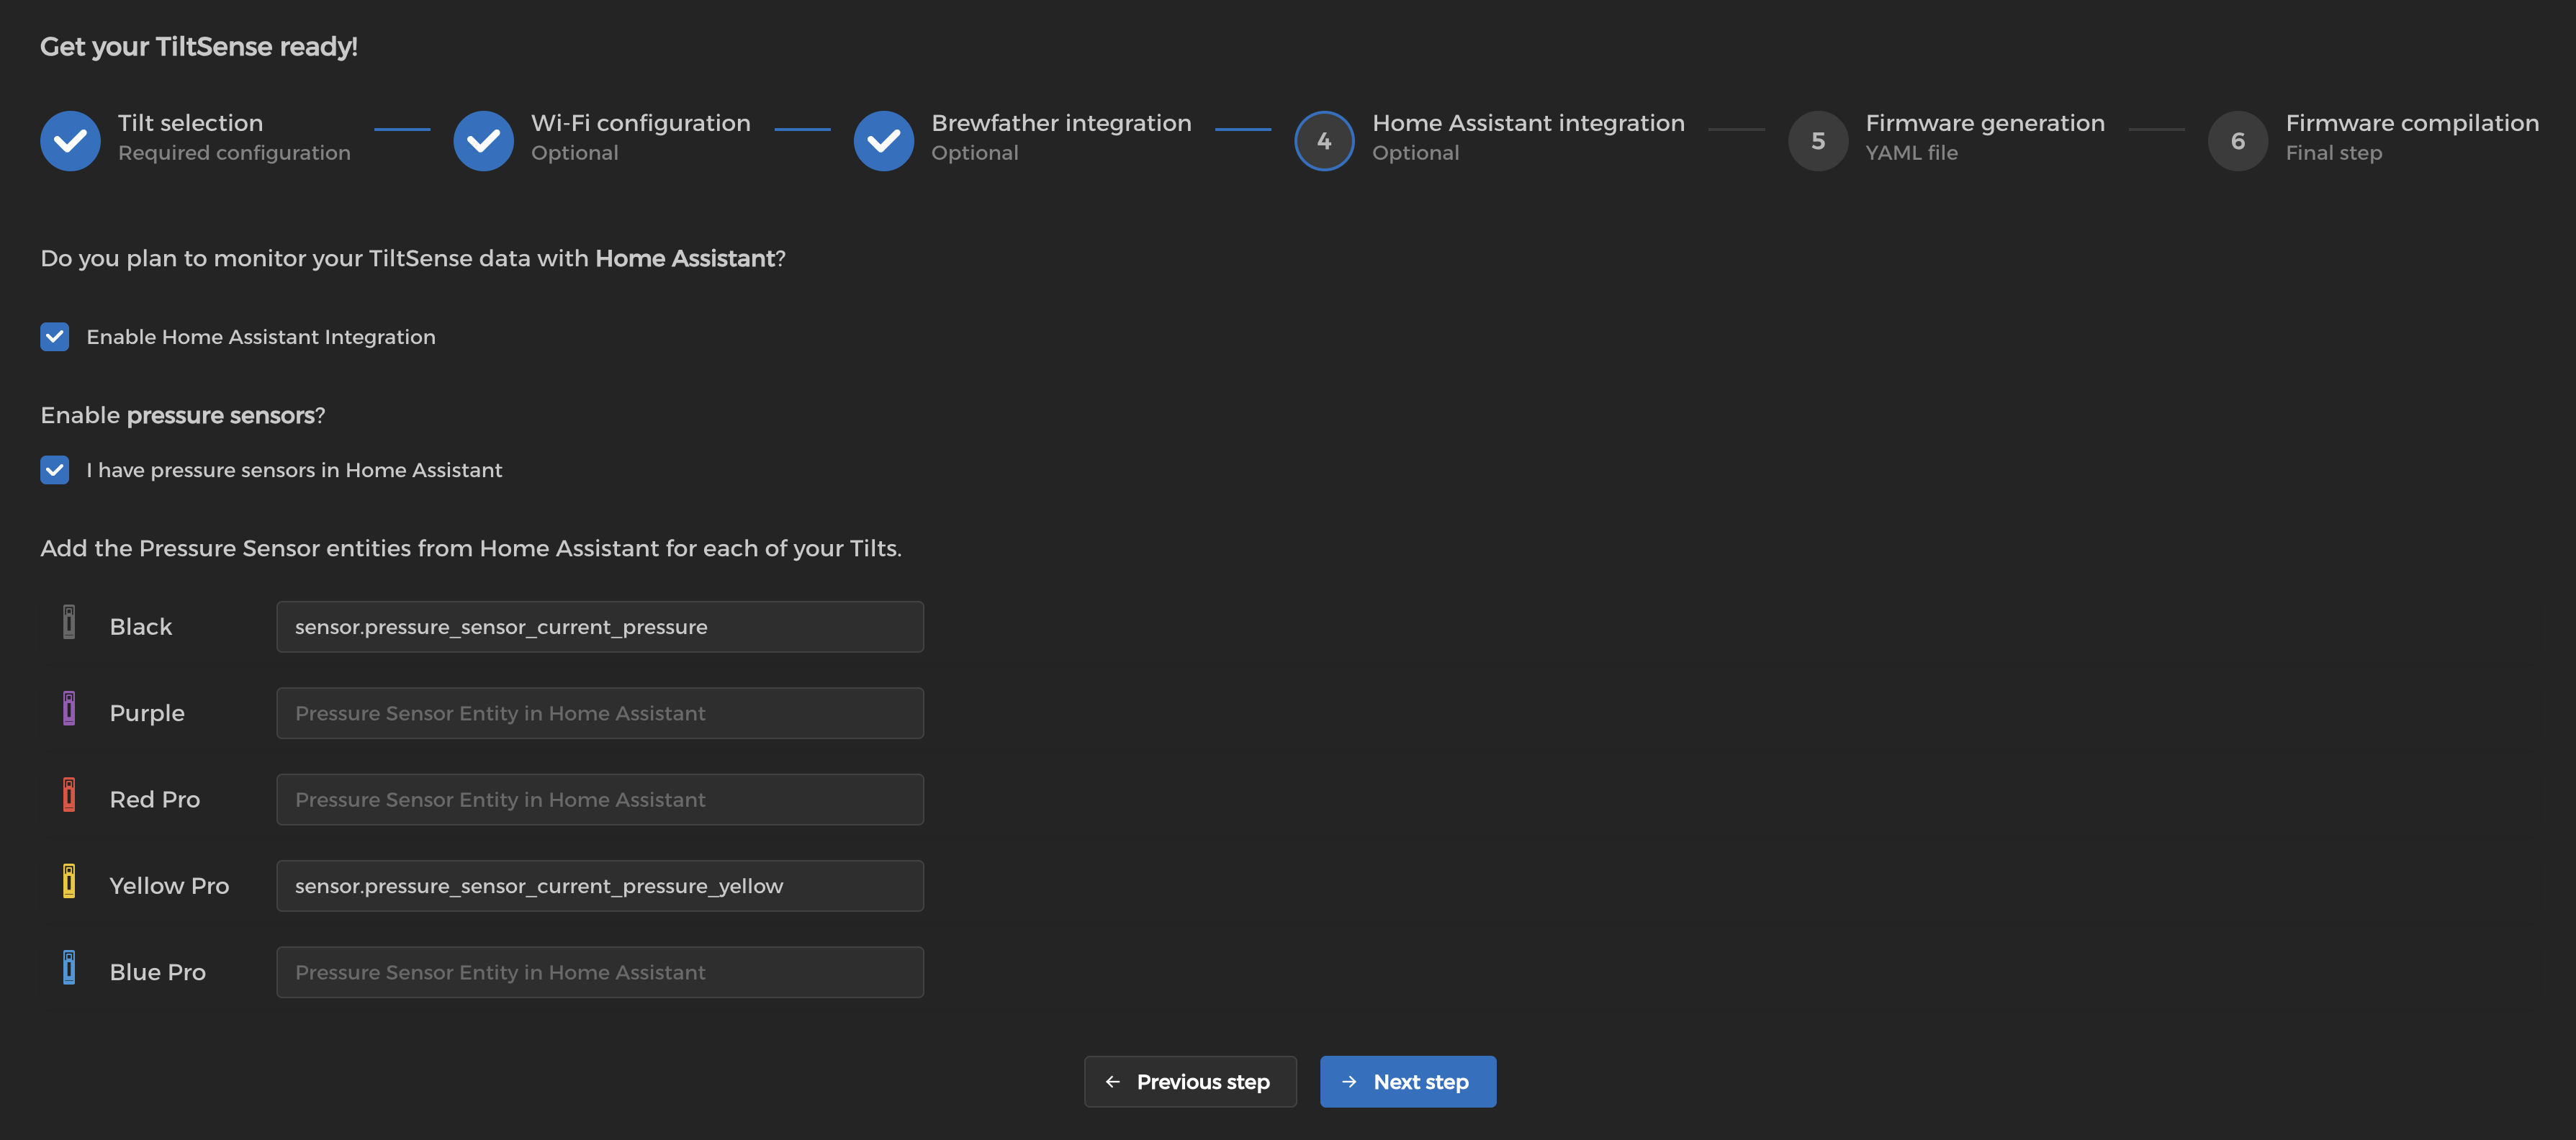 Get your TiltSense ready!
Tilt selection
Required configuration
Wi-Fi configuration
Optional
Brewfather integration
Optional
4
Home Assistant integration
Optional
5
Firmware generation
YAML file
6
Firmware compilation
Final step
Do you plan to monitor your TiltSense data with Home Assistant?
Enable Home Assistant Integration
Enable pressure sensors?
I have pressure sensors in Home Assistant
Add the Pressure Sensor entities from Home Assistant for each of your Tilts.
Black
sensor.pressure_sensor_current_pressure
Purple
Pressure Sensor Entity in Home Assistant
Red Pro
Pressure Sensor Entity in Home Assistant
Yellow Pro
sensor.pressure_sensor_current_pressure_yellow
Blue Pro
Pressure Sensor Entity in Home Assistant
Previous step
Next step